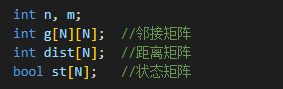 int n, m;
int g[N][N];  //邻接矩阵
int dist[N];  //距离矩阵
bool st[N];   //状态矩阵